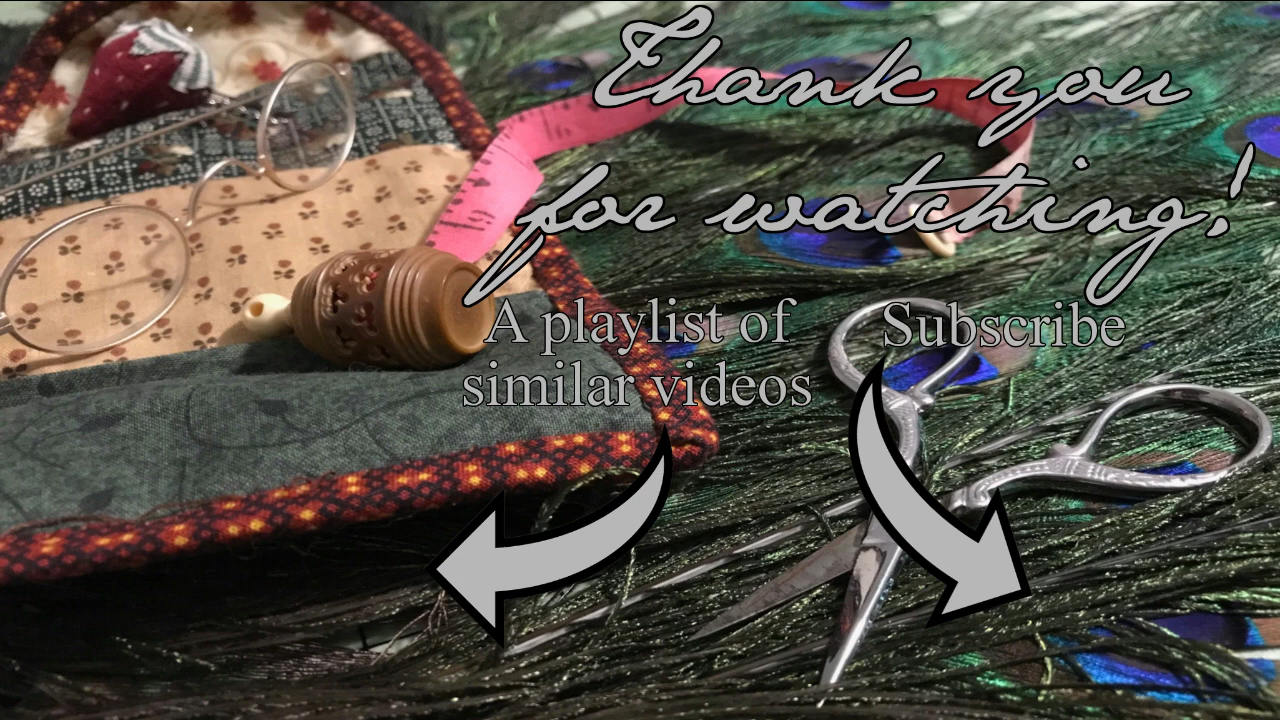 Thank you
for watching!
A playlist of
similar videos
Subscribe